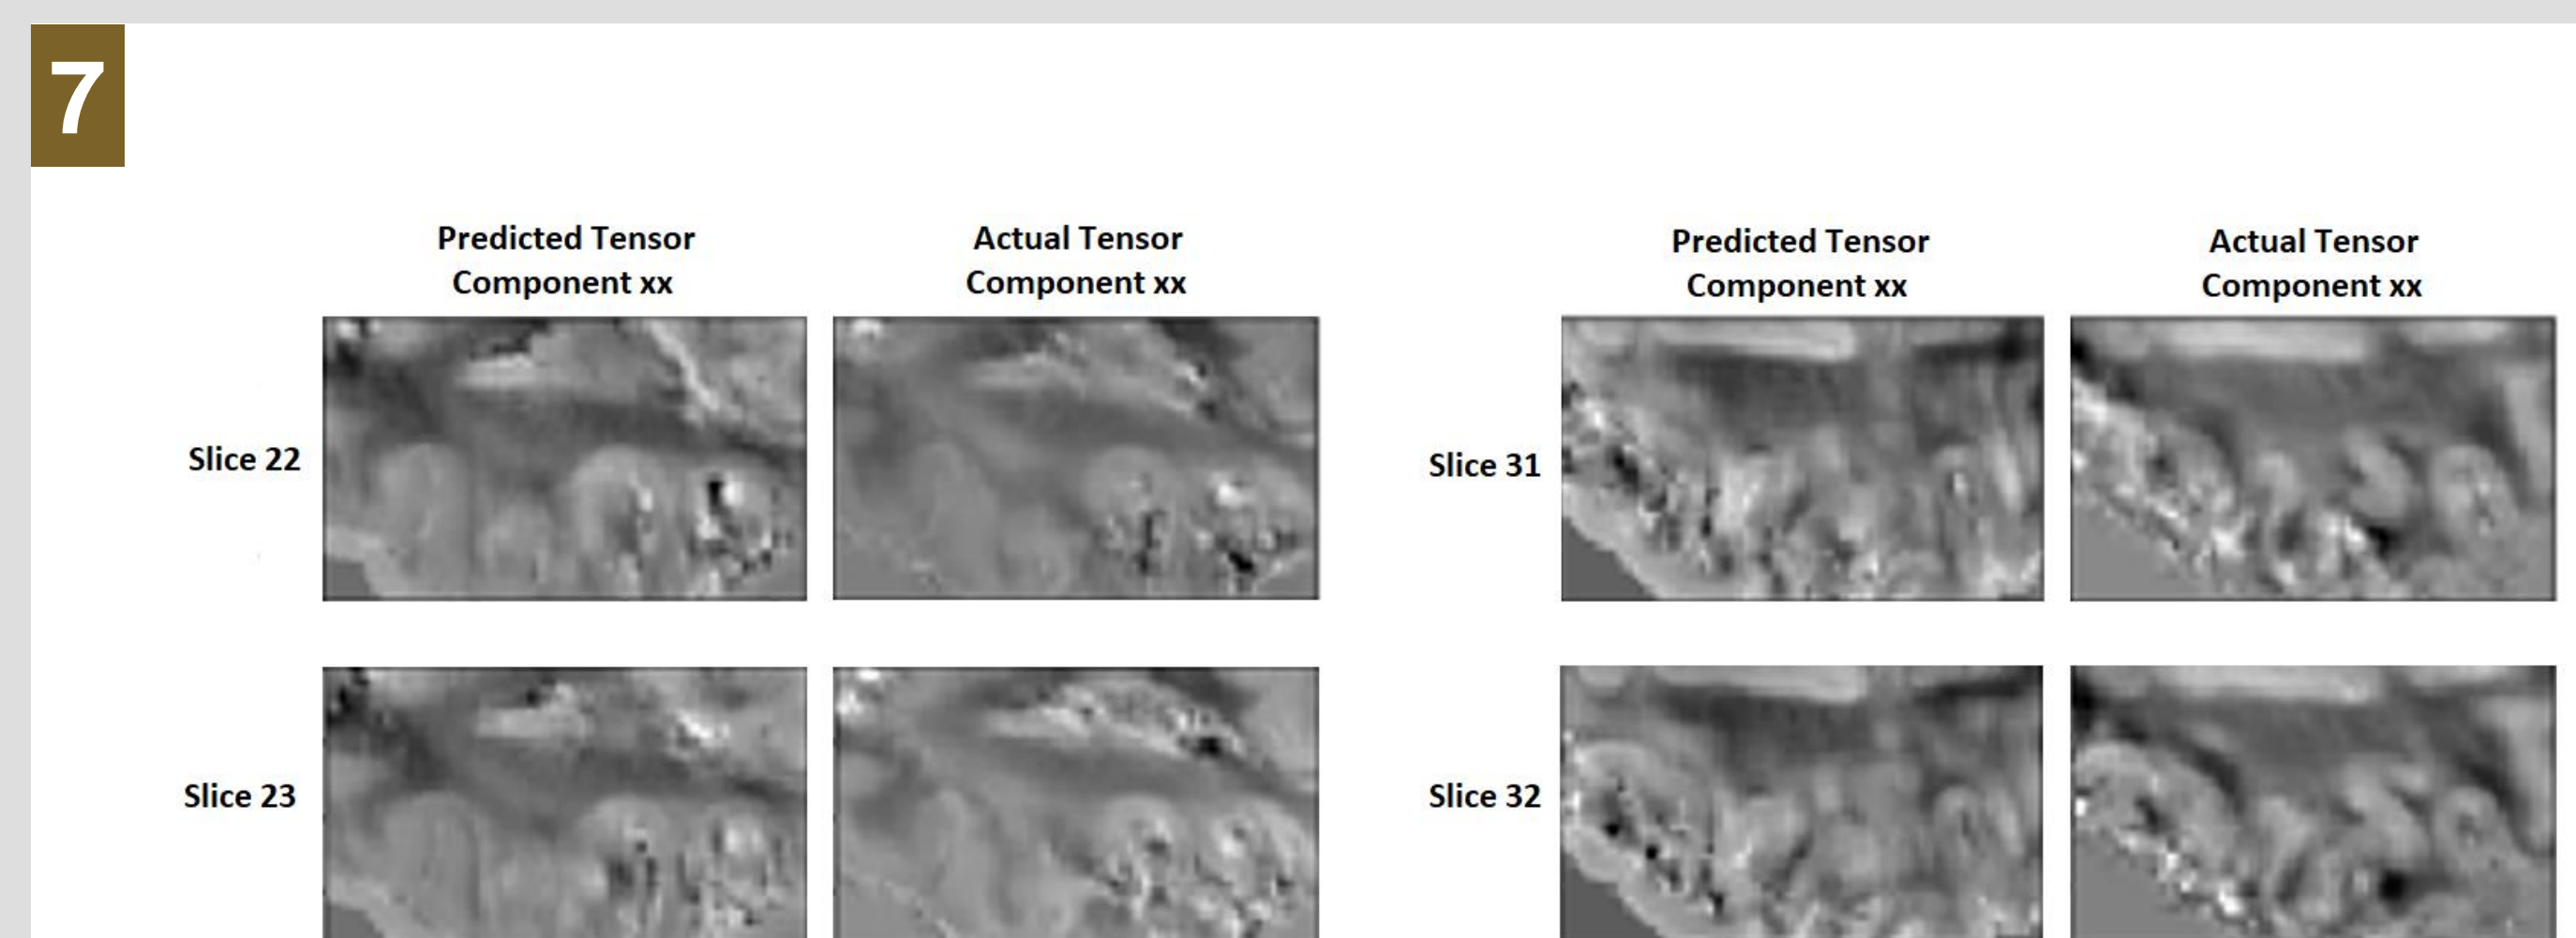 7
Predicted Tensor
Component xx
Actual Tensor
Component xx
Predicted Tensor
Component xx
Actual Tensor
Component xx
Slice 22
Slice 31
Slice 23
Slice 32